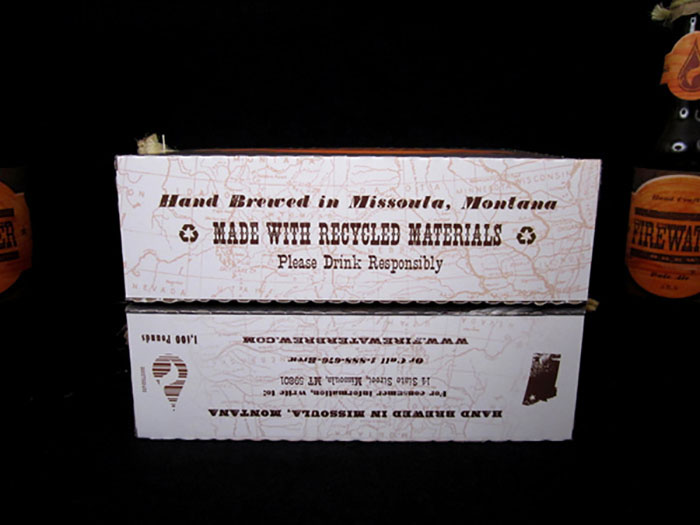 Hand Brewed in Missoula, Montana
MADE WITH RECYCLED MATERIALS
Please Drink Responsibly
HAND BREWED IN MISSOULA, MONTANA
For consumer information, write to:
14 State Street, Missoula, MT 59801
Or Call 1-888-676-Brew
WWW.FIREWATERBREW.COM
1,400 Pounds
FIREWATER